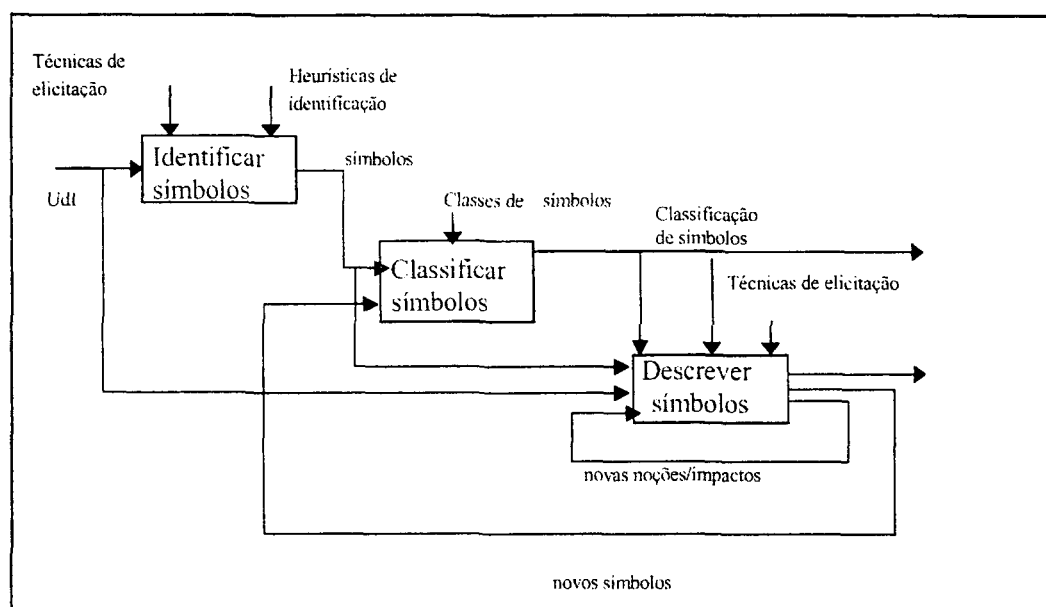 Técnicas de
elicitação
Heurísticas de
identificação
Identificar
símbolos
símbolos
UdI
Classes de símbolos
Classificação
de símbolos
Classificar
símbolos
Técnicas de elicitação
Descrever
símbolos
novas noções/impactos
novos símbolos